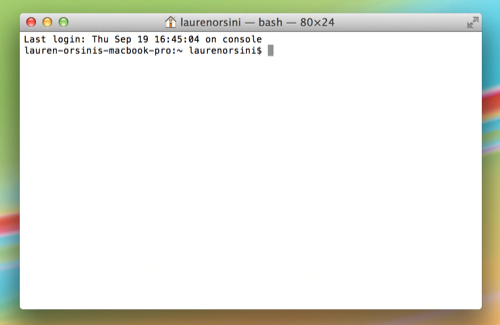 laurenorsini — bash — 80×24
Last login: Thu Sep 19 16:45:04 on console
lauren-orsinis-macbook-pro:~ laurenorsini$